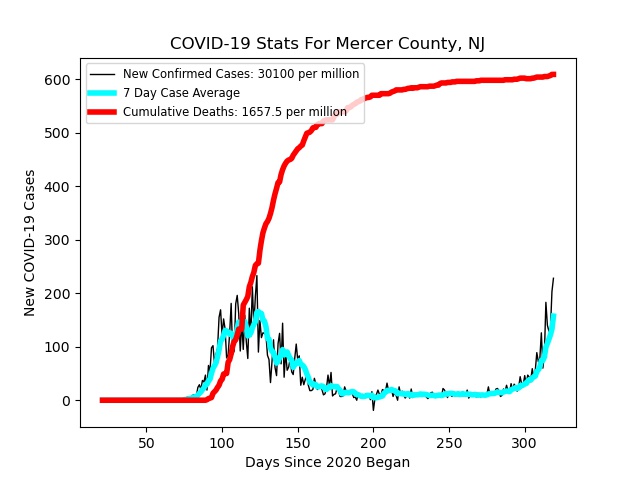 COVID-19 Stats For Mercer County, NJ
New Confirmed Cases: 30100 per million
7 Day Case Average
Cumulative Deaths: 1657.5 per million
600
500
400
300
200
100
0
New COVID-19 Cases
50 100 150 200 250 300
Days Since 2020 Began